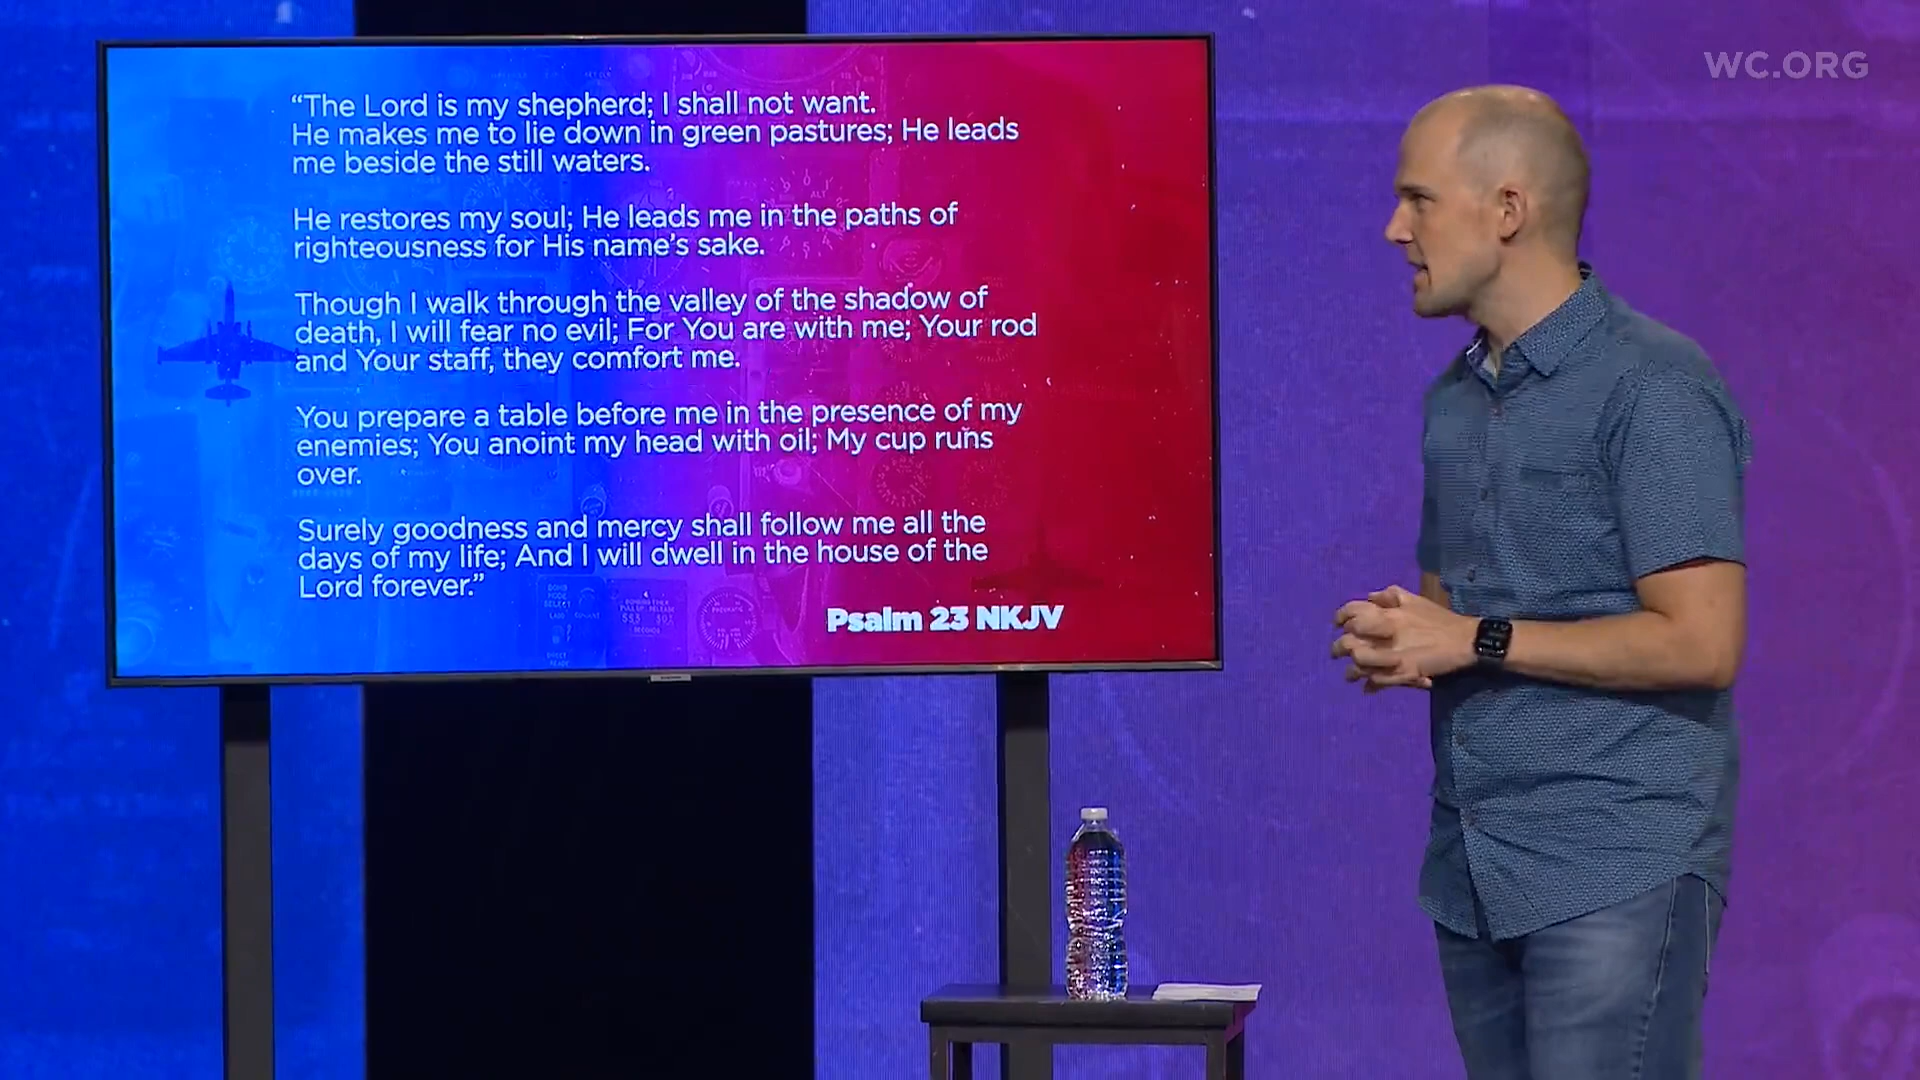 WC.ORG
“The Lord is my shepherd; I shall not want.
He makes me to lie down in green pastures; He leads
me beside the still waters.
He restores my soul; He leads me in the paths of
righteousness for His name’s sake.
Though I walk through the valley of the shadow of
death, I will fear no evil; For You are with me; Your rod
and Your staff, they comfort me.
You prepare a table before me in the presence of my
enemies; You anoint my head with oil; My cup runs
over.
Surely goodness and mercy shall follow me all the
days of my life; And I will dwell in the house of the
Lord forever.”
Psalm 23 NKJV